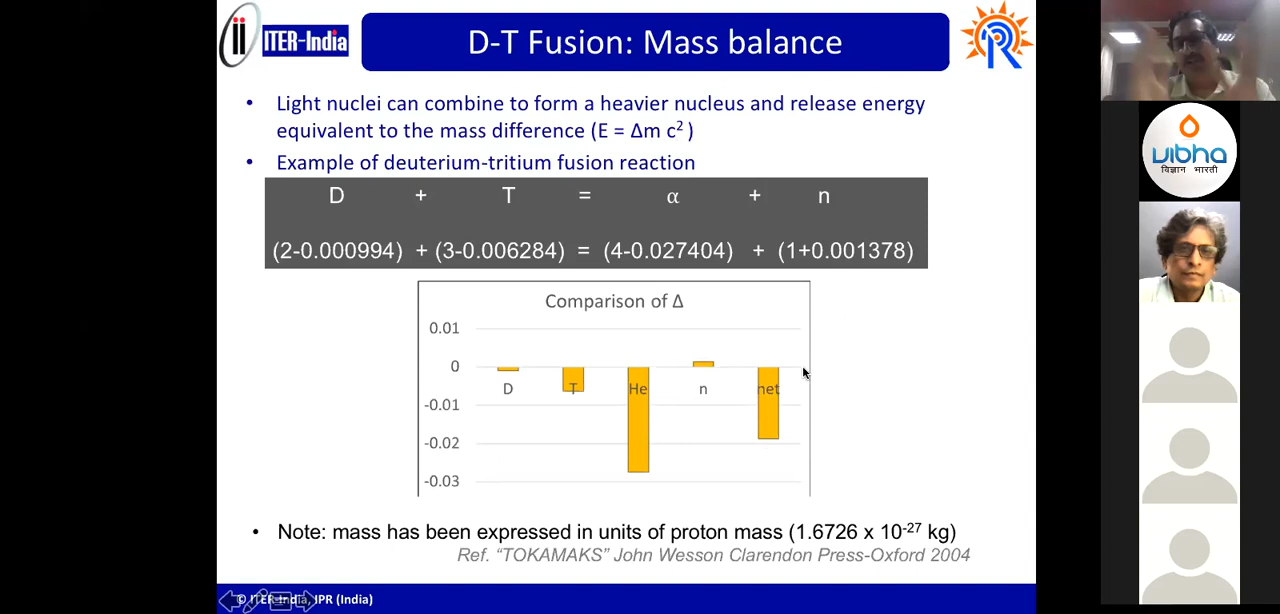 ITER-India
D-T Fusion: Mass balance
• Light nuclei can combine to form a heavier nucleus and release energy
equivalent to the mass difference (E = Δm c² )
• Example of deuterium-tritium fusion reaction
D + T = α + n
(2-0.000994) + (3-0.006284) = (4-0.027404) + (1+0.001378)
Comparison of Δ
0.01
0
D T He n net
-0.01
-0.02
-0.03
• Note: mass has been expressed in units of proton mass (1.6726 x 10⁻²⁷ kg)
Ref. “TOKAMAKS” John Wesson Clarendon Press-Oxford 2004
© ITER-India, IPR (India)
vibha
विज्ञान भारती